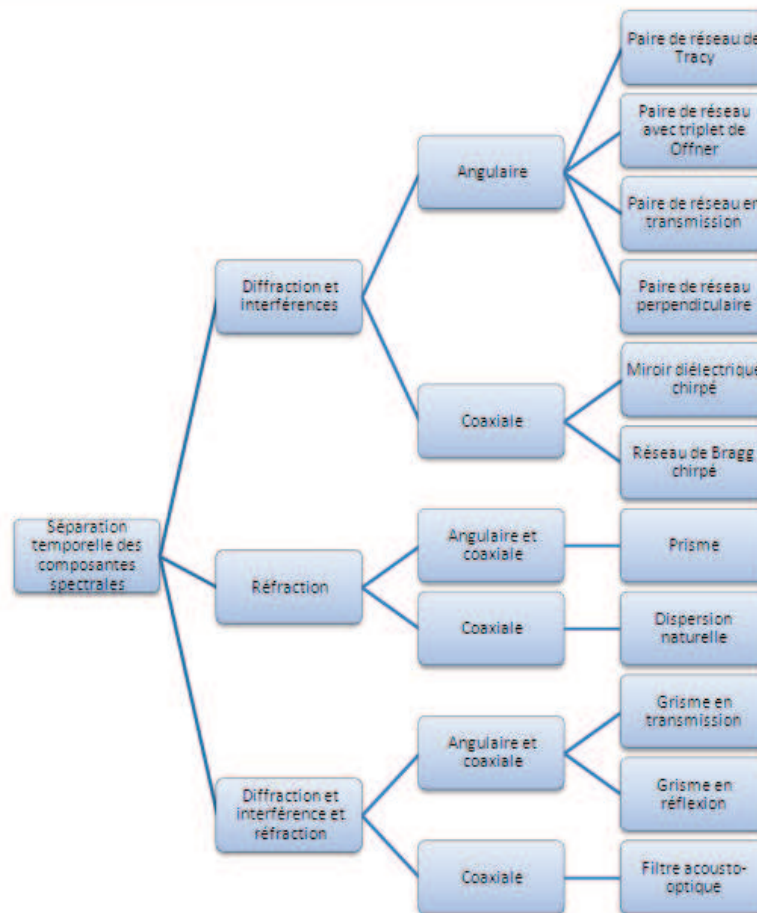 Séparation
temporelle des
composantes
spectrales
Diffraction et
interférences
Angulaire
Paire de réseau de
Tracy
Paire de réseau
avec triplet de
Offner
Paire de réseau en
transmission
Paire de réseau
perpendiculaire
Coaxiale
Miroir diélectrique
chirpé
Réseau de Bragg
chirpé
Réfraction
Angulaire et
coaxiale
Prisme
Coaxiale
Dispersion
naturelle
Diffraction et
interférence et
réfraction
Angulaire et
coaxiale
Grisme en
transmission
Grisme en
réflexion
Coaxiale
Filtre acousto-
optique